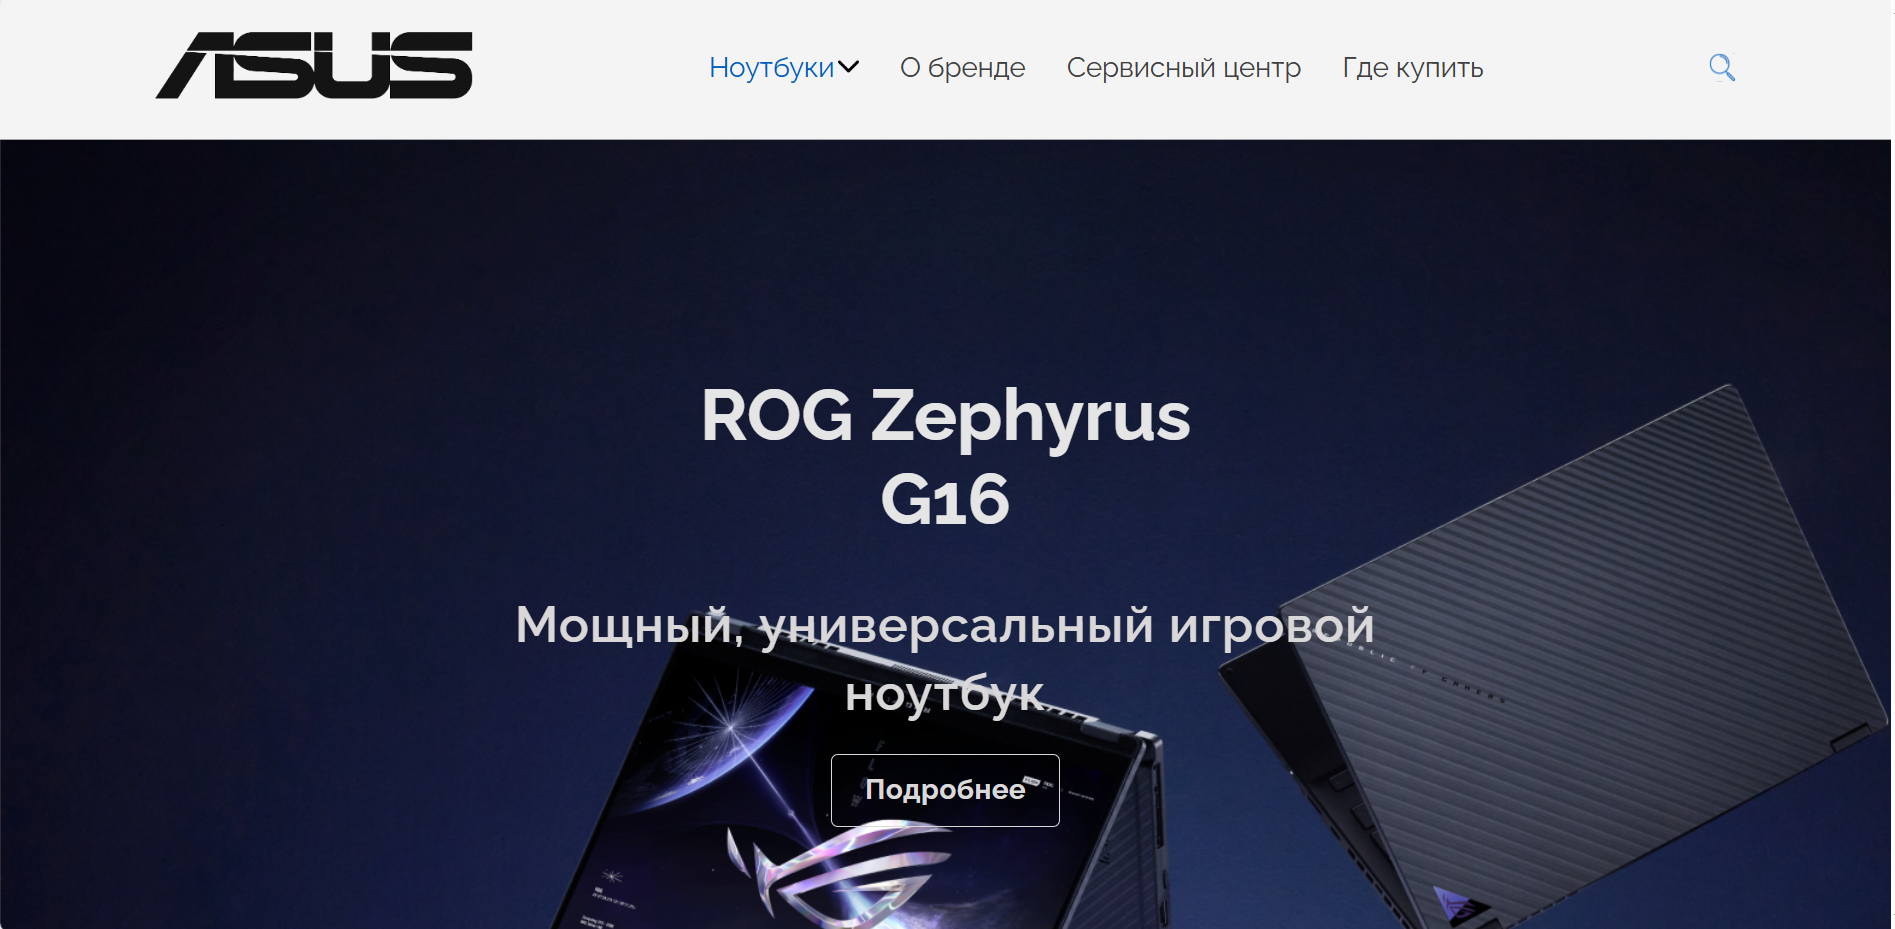 ASUS
Ноутбуки О бренде Сервисный центр Где купить
ROG Zephyrus
G16
Мощный, универсальный игровой
ноутбук
Подробнее